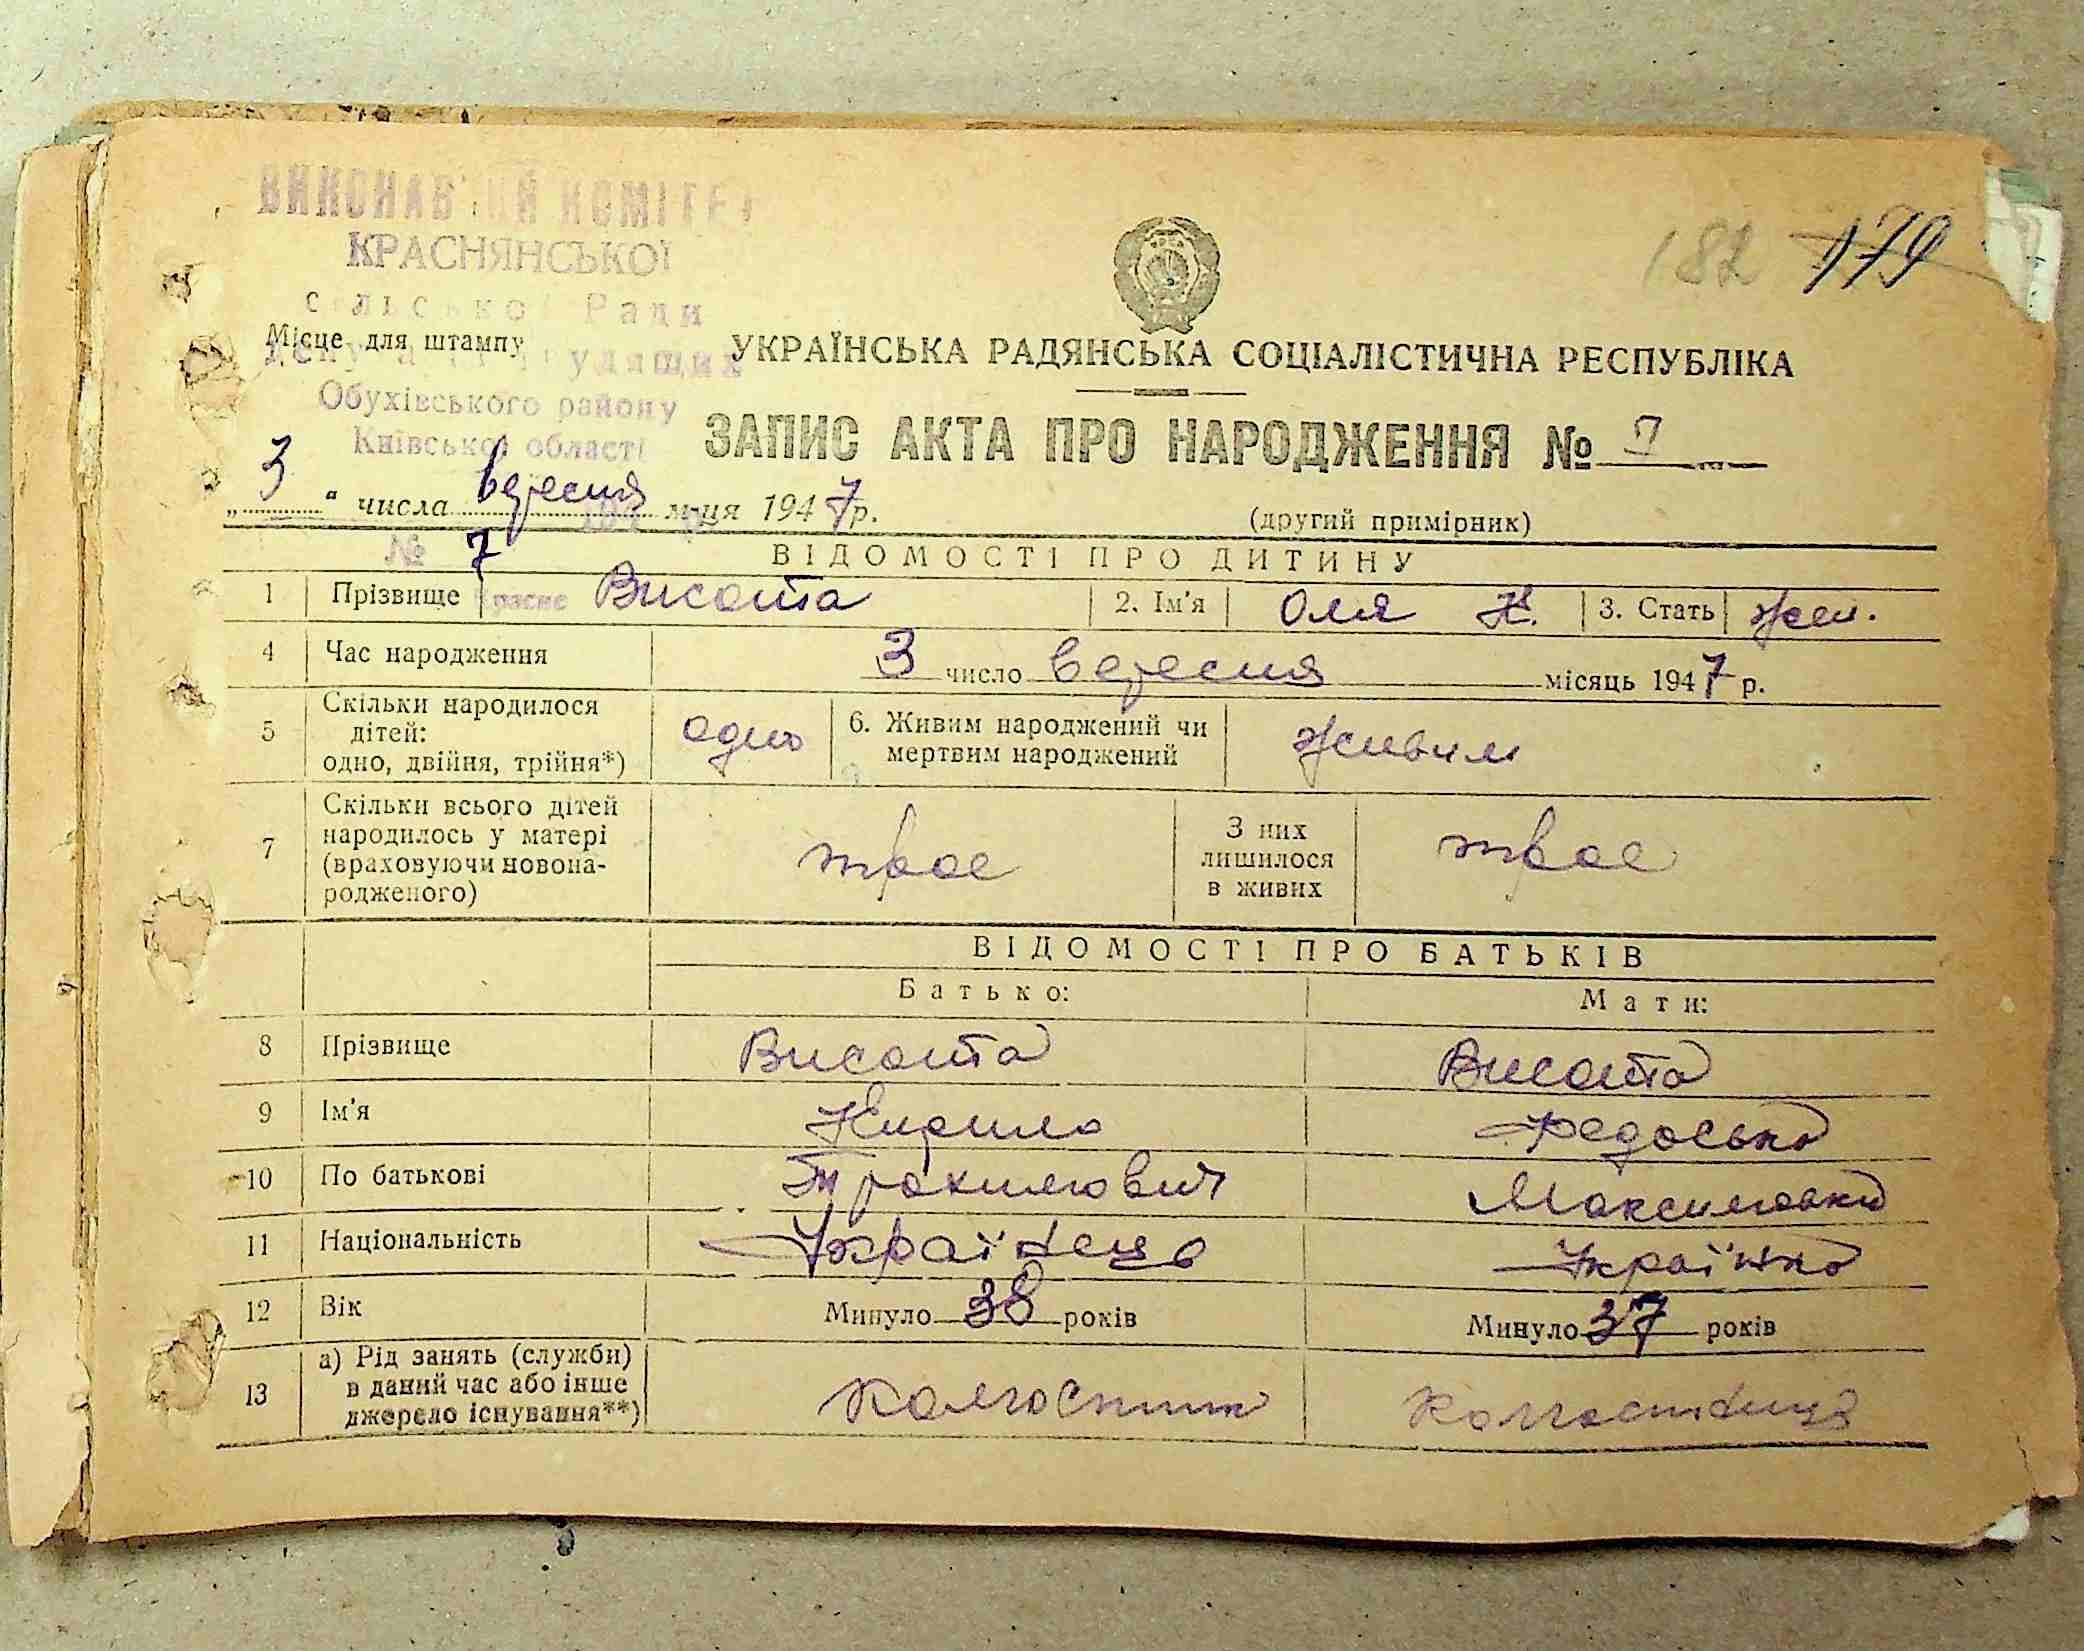 ВИКОНАВЧИЙ КОМІТЕТ
КРАСНЯНСЬКОЇ
сільської Ради
Місце для штампу
депутатів трудящих
Обухівського району
Київської області
182 179
УКРАЇНСЬКА РАДЯНСЬКА СОЦІАЛІСТИЧНА РЕСПУБЛІКА
ЗАПИС АКТА ПРО НАРОДЖЕННЯ № 7
„3“ числа вересня м-ця 1947 р.
(другий примірник)
№ 7
ВІДОМОСТІ ПРО ДИТИНУ
1 Прізвище Висота 2. Ім'я Оля К. 3. Стать жен.
4 Час народження 3 число вересня місяць 1947 р.
5 Скільки народилося дітей: одно, двійня, трійня*) одно 6. Живим народжений чи мертвим народжений живим
7 Скільки всього дітей народилось у матері (враховуючи новонародженого) троє З них лишилося в живих троє
ВІДОМОСТІ ПРО БАТЬКІВ
Батько: Мати:
8 Прізвище Висота Висота
9 Ім'я Кирило Федоська
10 По батькові Трохимович Максимовна
11 Національність Українець Українка
12 Вік Минуло 38 років Минуло 37 років
13 а) Рід занять (служби) в даний час або інше джерело існування**) колгоспник колгоспниця